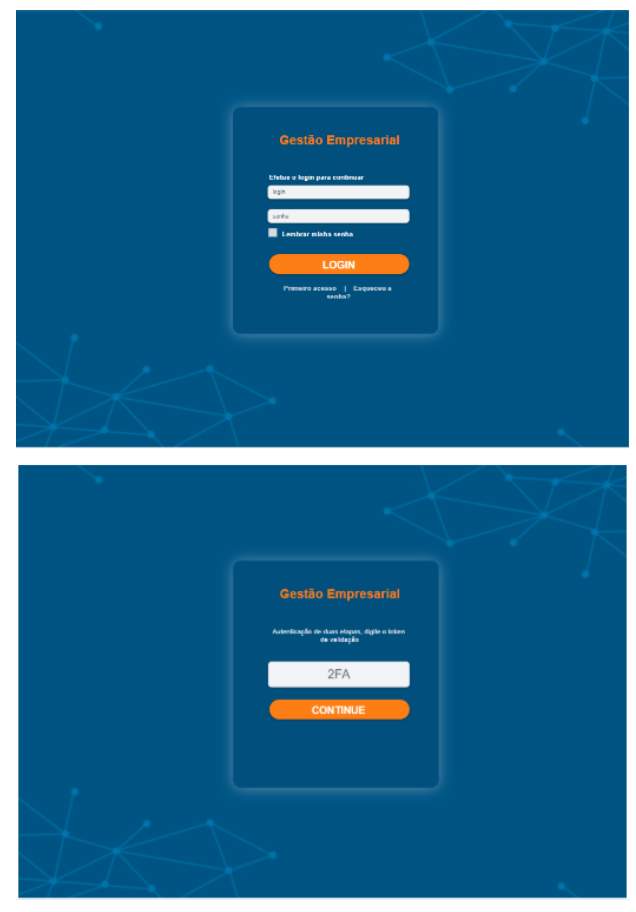 Gestão Empresarial
Efetue o login para continuar
login
senha
Lembrar minha senha
LOGIN
Primeiro acesso | Esqueceu a
senha?
Gestão Empresarial
Autenticação de duas etapas, digite o token
de validação
2FA
CONTINUE